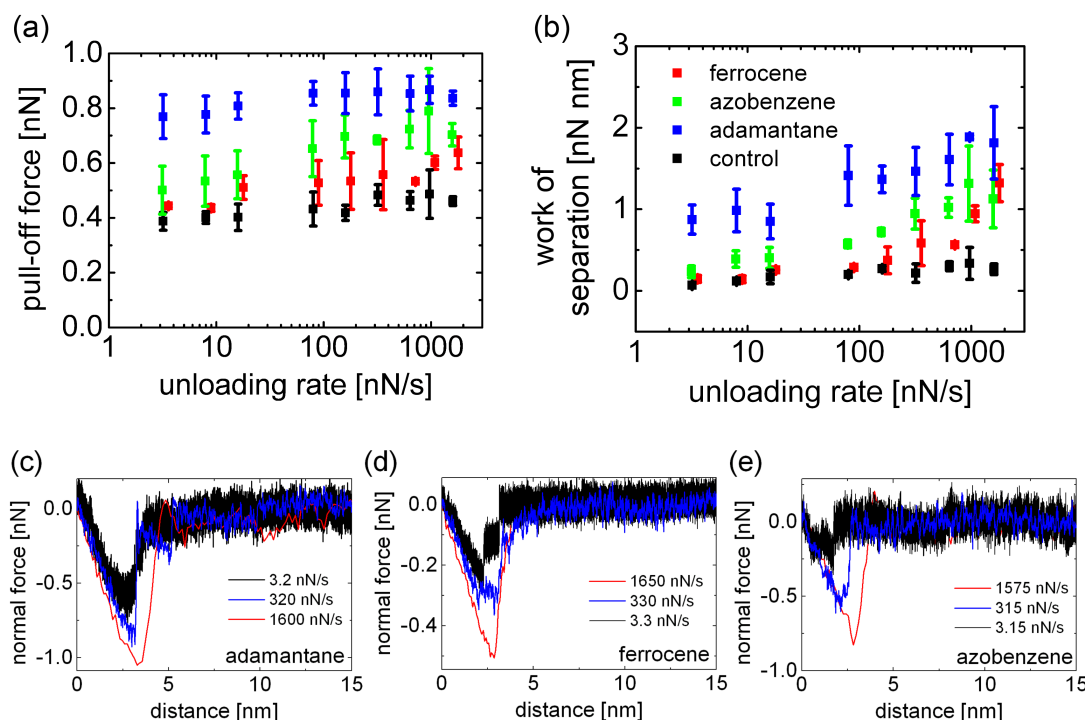 (a)
pull-off force [nN]
1.0
0.8
0.6
0.4
0.2
0.0
1
10
100
1000
unloading rate [nN/s]
(b)
work of
separation [nN nm]
3
2
1
0
ferrocene
azobenzene
adamantane
control
1
10
100
1000
unloading rate [nN/s]
(c)
normal force [nN]
0.0
-0.5
-1.0
3.2 nN/s
320 nN/s
1600 nN/s
adamantane
0
5
10
15
distance [nm]
(d)
normal force [nN]
0.0
-0.2
-0.4
1650 nN/s
330 nN/s
3.3 nN/s
ferrocene
0
5
10
15
distance [nm]
(e)
normal force [nN]
0.0
-0.5
-1.0
1575 nN/s
315 nN/s
3.15 nN/s
azobenzene
0
5
10
15
distance [nm]